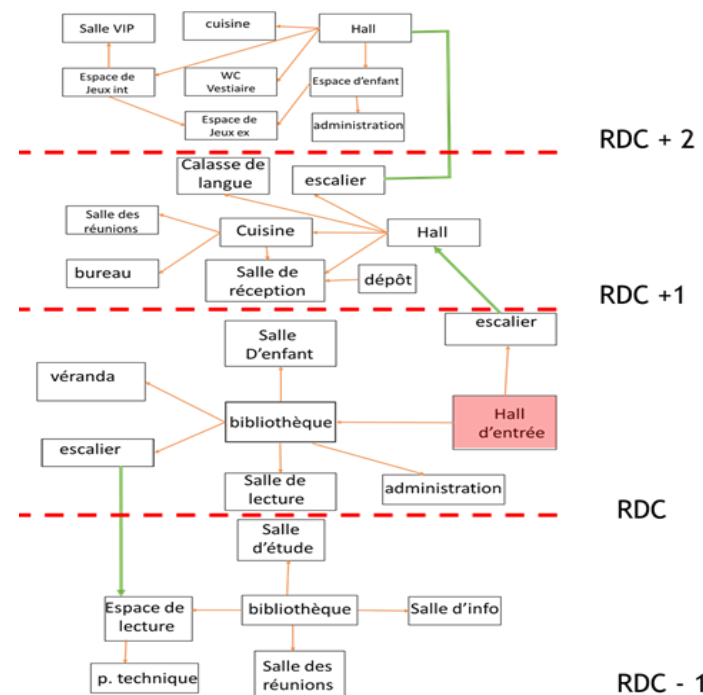 Salle VIP
cuisine
Hall
Espace de
Jeux int
WC
Vestiaire
Espace d'enfant
Espace de
Jeux ex
administration
RDC + 2
Calasse de
langue
escalier
Salle des
réunions
Cuisine
Hall
bureau
Salle de
réception
dépôt
RDC +1
escalier
Salle
D'enfant
véranda
bibliothèque
Hall
d'entrée
escalier
Salle de
lecture
administration
RDC
Salle
d'étude
Espace de
lecture
bibliothèque
Salle d'info
p. technique
Salle des
réunions
RDC - 1